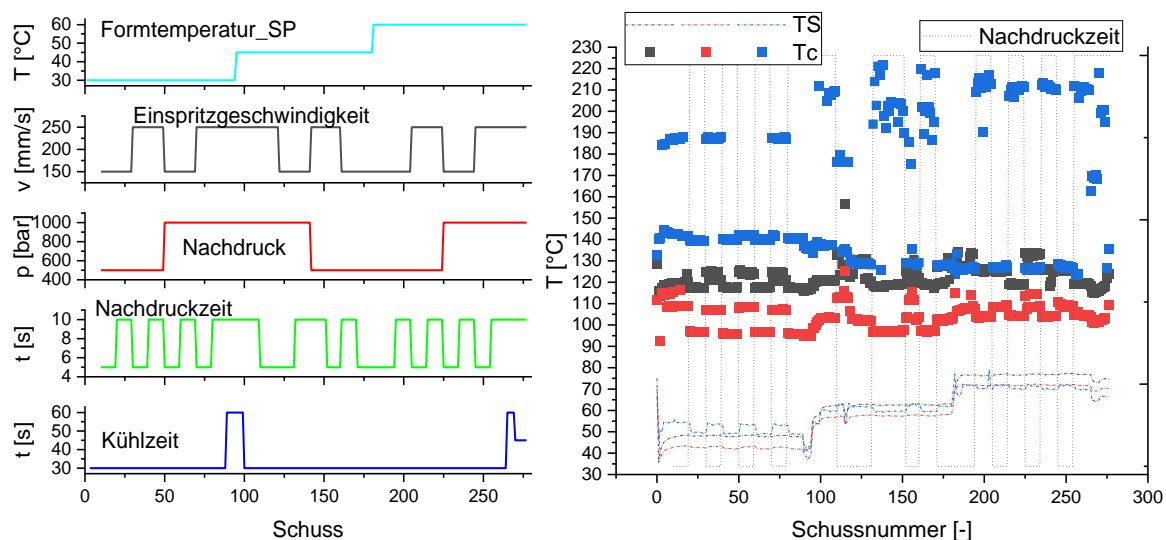 Formtemperatur_SP
T [°C]
60
50
40
30
Einspritzgeschwindigkeit
v [mm/s]
250
200
150
Nachdruck
p [bar]
1000
800
600
400
Nachdruckzeit
t [s]
10
8
6
4
Kühlzeit
t [s]
60
50
40
30
0 50 100 150 200 250
Schuss
TS
Tc
Nachdruckzeit
T [°C]
230
220
210
200
190
180
170
160
150
140
130
120
110
100
90
80
70
60
50
40
30
0 50 100 150 200 250 300
Schussnummer [-]